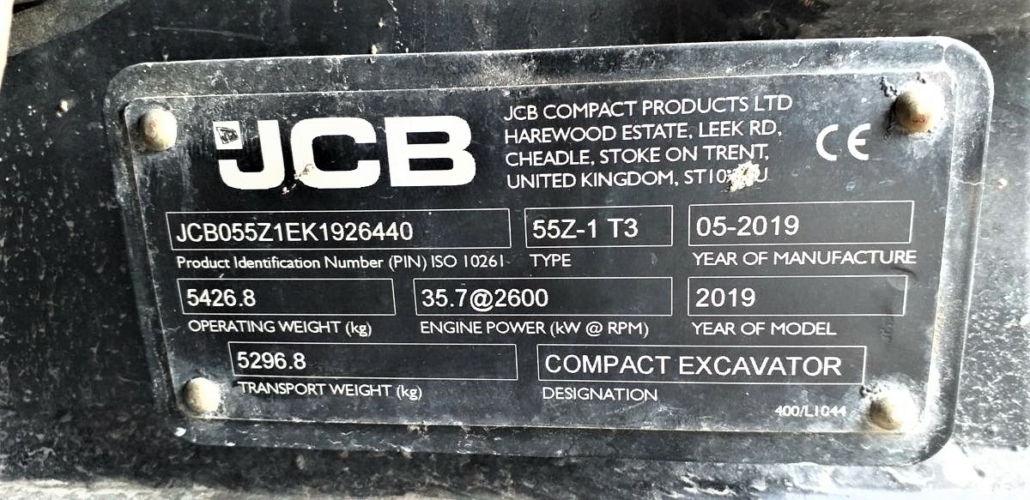 JCB
JCB COMPACT PRODUCTS LTD
HAREWOOD ESTATE, LEEK RD,
CHEADLE, STOKE ON TRENT,
UNITED KINGDOM,
CE
JCB055Z1EK1926440
Product Identification Number (PIN) ISO 10261
55Z-1 T3
TYPE
05-2019
YEAR OF MANUFACTURE
5426.8
OPERATING WEIGHT (kg)
35.7@2600
ENGINE POWER (kW @ RPM)
2019
YEAR OF MODEL
5296.8
TRANSPORT WEIGHT (kg)
COMPACT EXCAVATOR
DESIGNATION
400/L1044